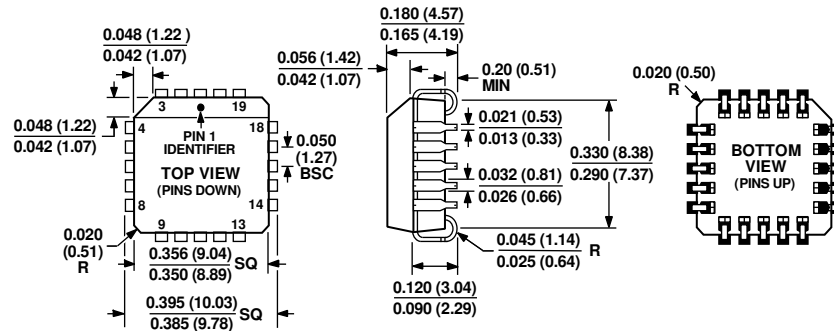 0.048 (1.22 )
0.042 (1.07)
0.048 (1.22)
0.042 (1.07)
3
19
4
18
PIN 1
IDENTIFIER
TOP VIEW
(PINS DOWN)
8
14
9
13
0.050
(1.27)
BSC
0.020
(0.51)
R
0.356 (9.04)
0.350 (8.89)
SQ
0.395 (10.03)
0.385 (9.78)
SQ
0.180 (4.57)
0.165 (4.19)
0.056 (1.42)
0.042 (1.07)
0.20 (0.51)
MIN
0.021 (0.53)
0.013 (0.33)
0.032 (0.81)
0.026 (0.66)
0.330 (8.38)
0.290 (7.37)
0.045 (1.14)
0.025 (0.64)
R
0.120 (3.04)
0.090 (2.29)
0.020 (0.50)
R
BOTTOM
VIEW
(PINS UP)